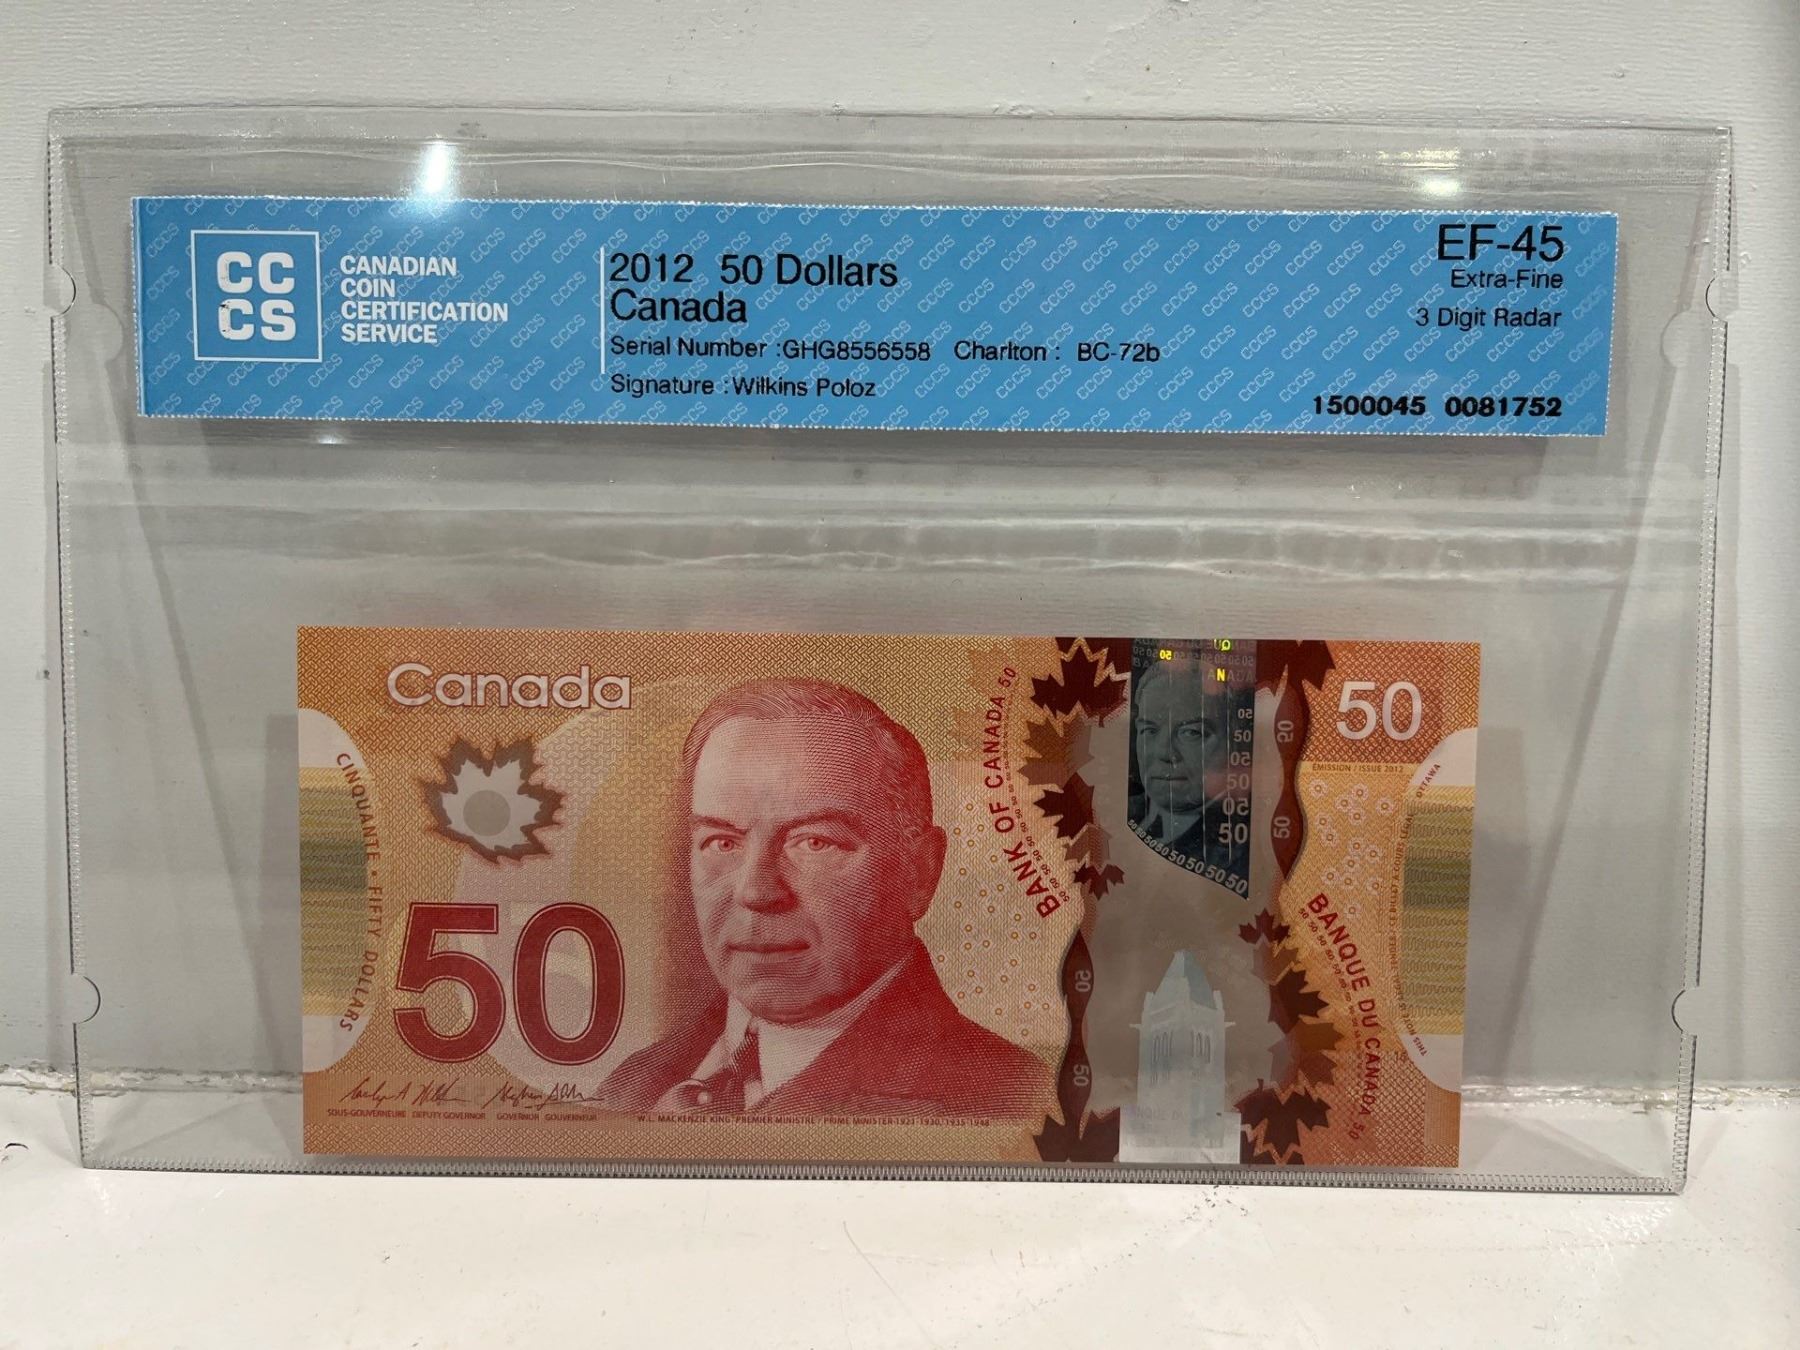 CC
CS
CANADIAN
COIN
CERTIFICATION
SERVICE
2012 50 Dollars
Canada
Serial Number :GHG8556558 Charlton : BC-72b
Signature :Wilkins Poloz
EF-45
Extra-Fine
3 Digit Radar
1500045 0081752
Canada
CINQUANTE • FIFTY DOLLARS
50
SOUS-GOUVERNEURE DEPUTY GOVERNOR GOVERNOR GOUVERNEUR
W.L. MACKENZIE KING PREMIER MINISTRE / PRIME MINISTER 1921-1930, 1935-1948
BANK OF CANADA 50
50
ÉMISSION / ISSUE 2012
BANQUE DU CANADA 50